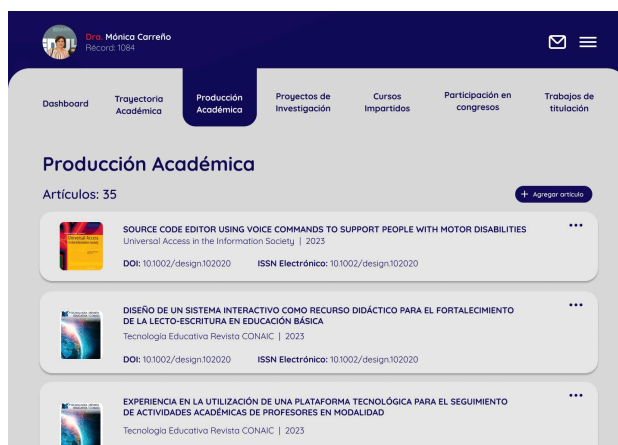 Dra. Mónica Carreño
Récord: 1084
Dashboard
Trayectoria
Académica
Producción
Académica
Proyectos de
Investigación
Cursos
Impartidos
Participación en
congresos
Trabajos de
titulación
Producción Académica
Artículos: 35
+ Agregar artículo
SOURCE CODE EDITOR USING VOICE COMMANDS TO SUPPORT PEOPLE WITH MOTOR DISABILITIES
Universal Access in the Information Society | 2023
DOI: 10.1002/design.102020 ISSN Electrónico: 10.1002/design.102020
DISEÑO DE UN SISTEMA INTERACTIVO COMO RECURSO DIDÁCTICO PARA EL FORTALECIMIENTO
DE LA LECTO-ESCRITURA EN EDUCACIÓN BÁSICA
Tecnología Educativa Revista CONAIC | 2023
DOI: 10.1002/design.102020 ISSN Electrónico: 10.1002/design.102020
EXPERIENCIA EN LA UTILIZACIÓN DE UNA PLATAFORMA TECNOLÓGICA PARA EL SEGUIMIENTO
DE ACTIVIDADES ACADÉMICAS DE PROFESORES EN MODALIDAD
Tecnología Educativa Revista CONAIC | 2023